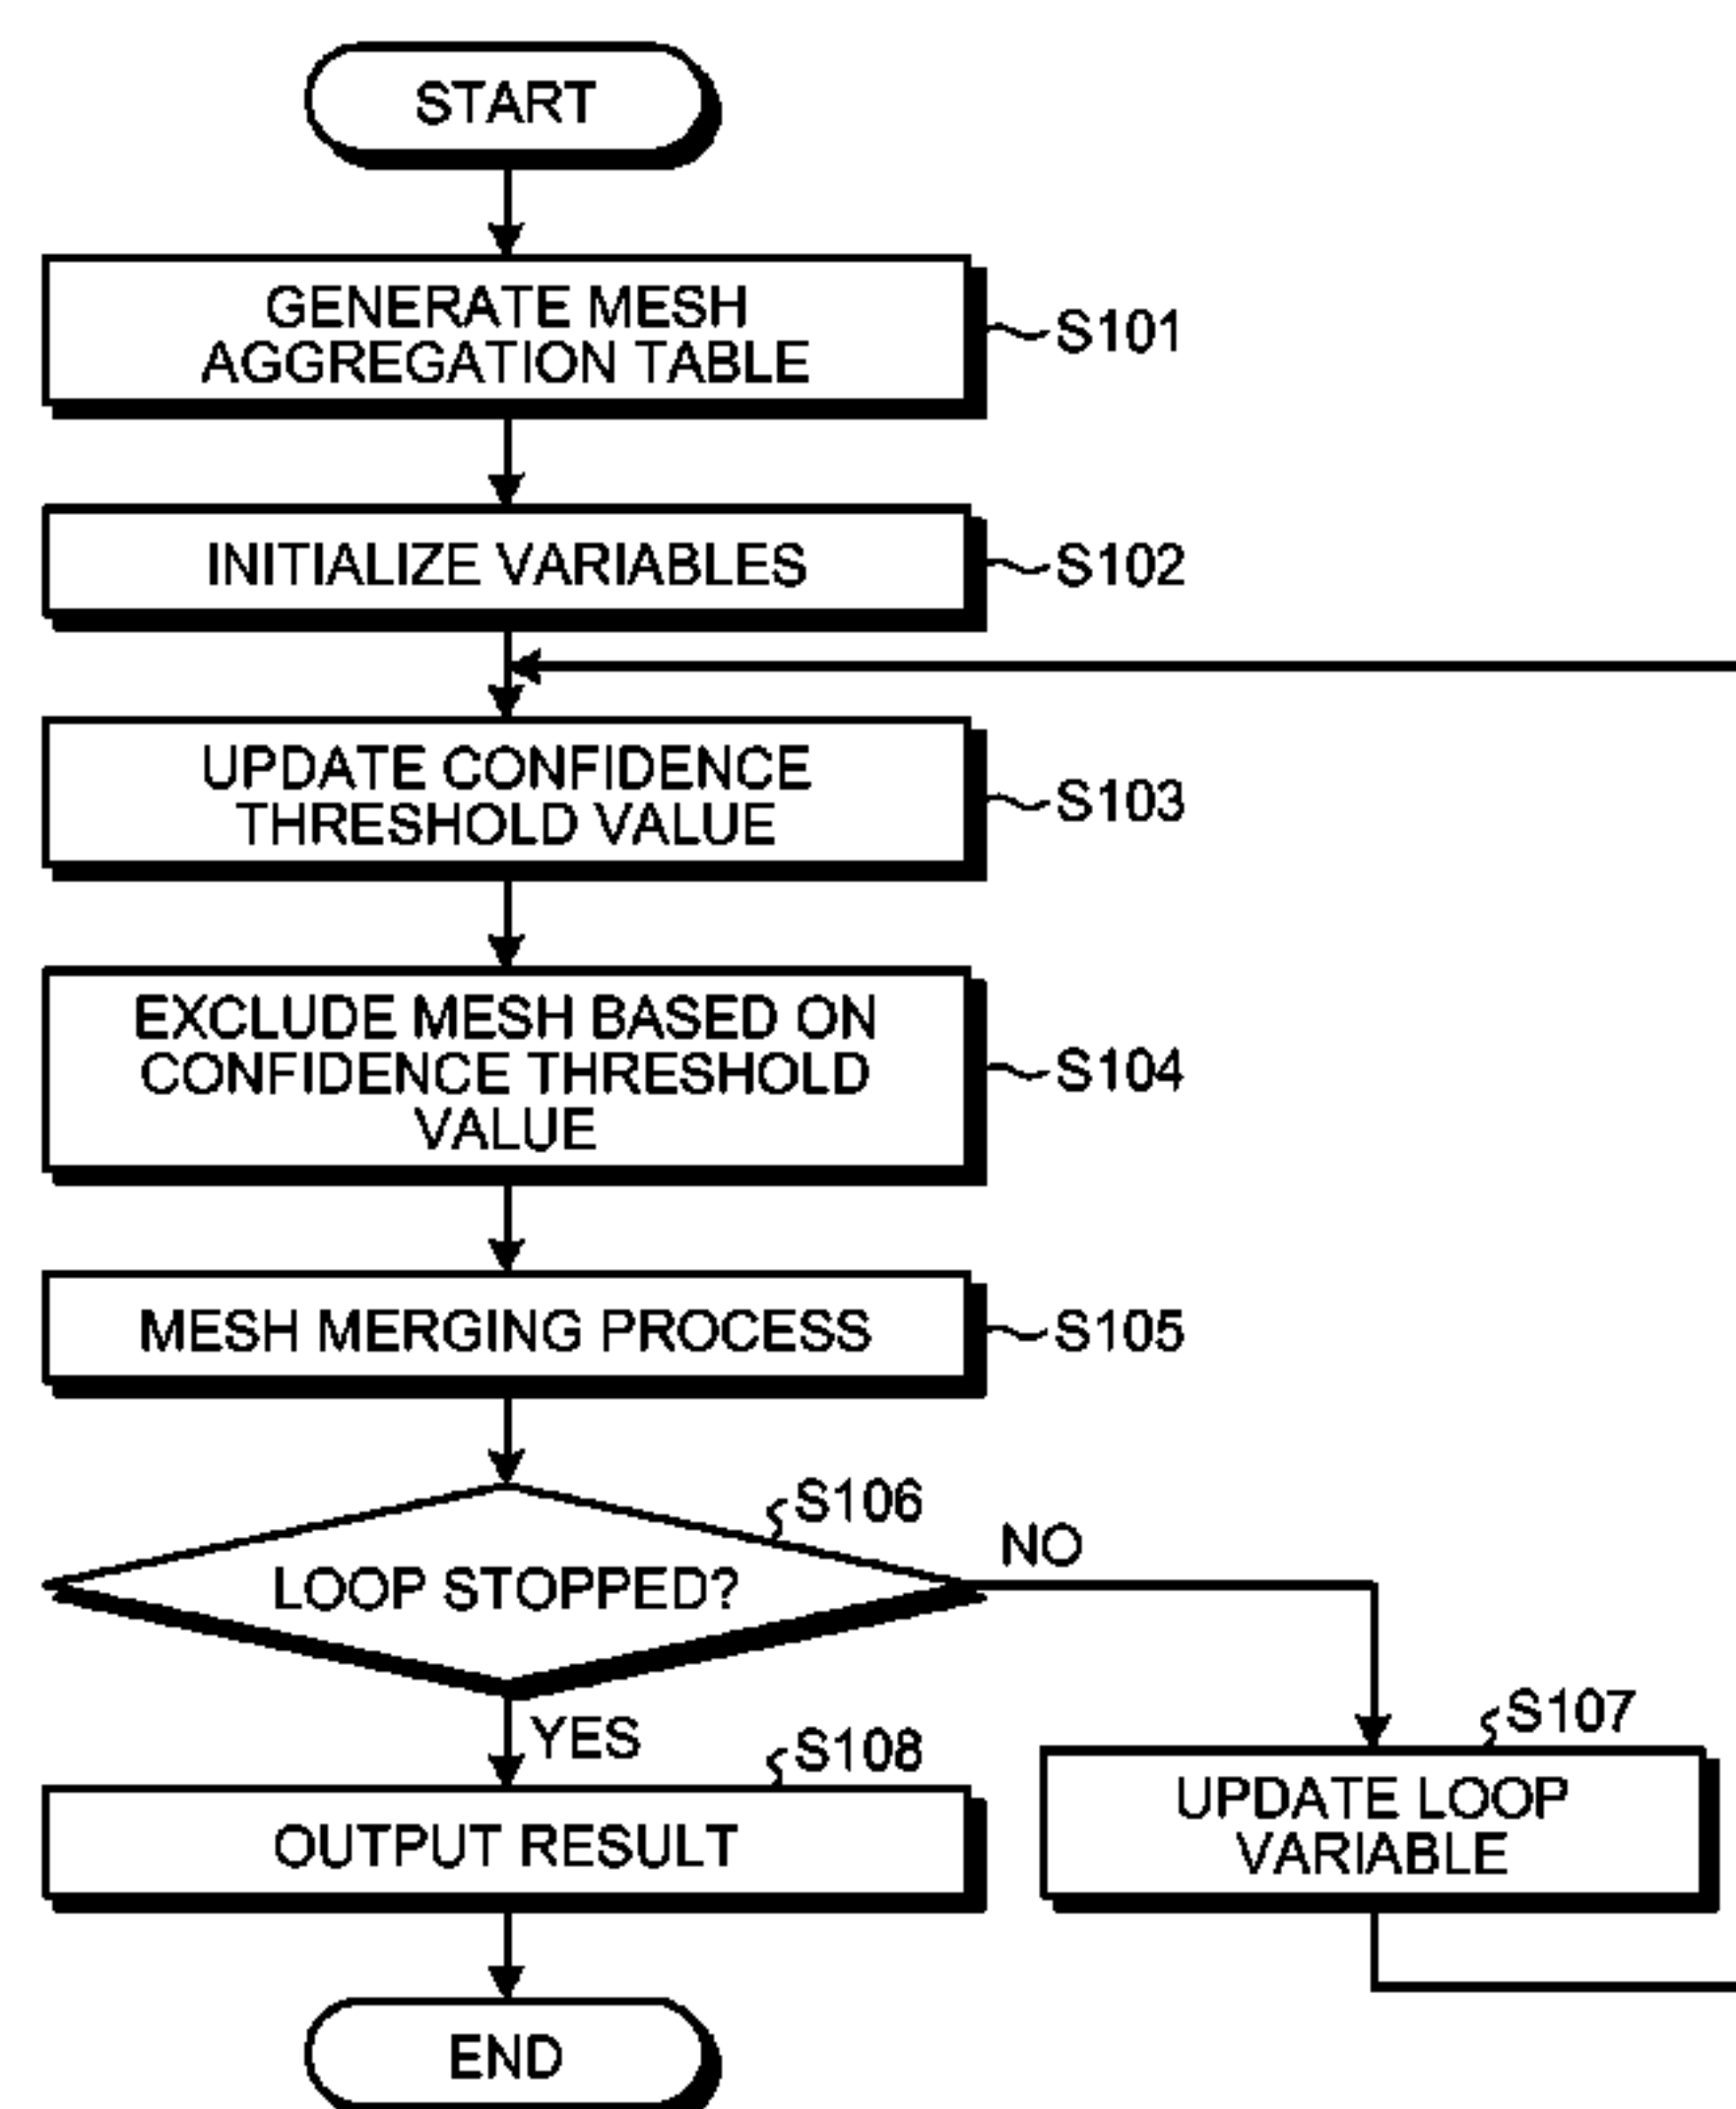 START
GENERATE MESH
AGGREGATION TABLE
S101
INITIALIZE VARIABLES
S102
UPDATE CONFIDENCE
THRESHOLD VALUE
S103
EXCLUDE MESH BASED ON
CONFIDENCE THRESHOLD
VALUE
S104
MESH MERGING PROCESS
S105
S106
LOOP STOPPED?
NO
YES
S107
UPDATE LOOP
VARIABLE
S108
OUTPUT RESULT
END